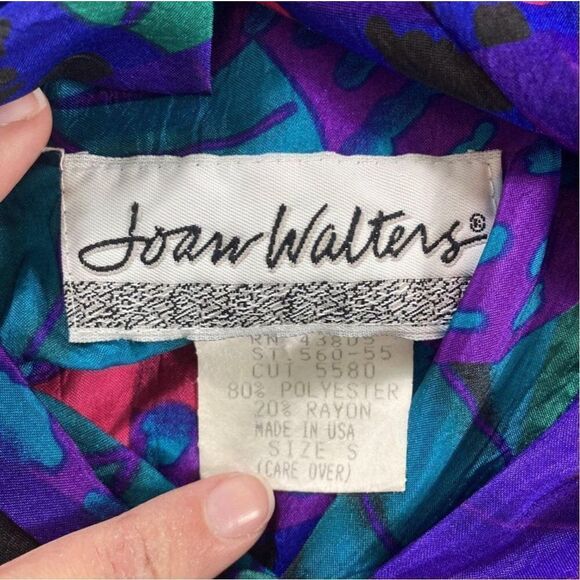 Joan Walters®
RN 43805
ST 560-55
CUT 5580
80% POLYESTER
20% RAYON
MADE IN USA
SIZE S
(CARE OVER)